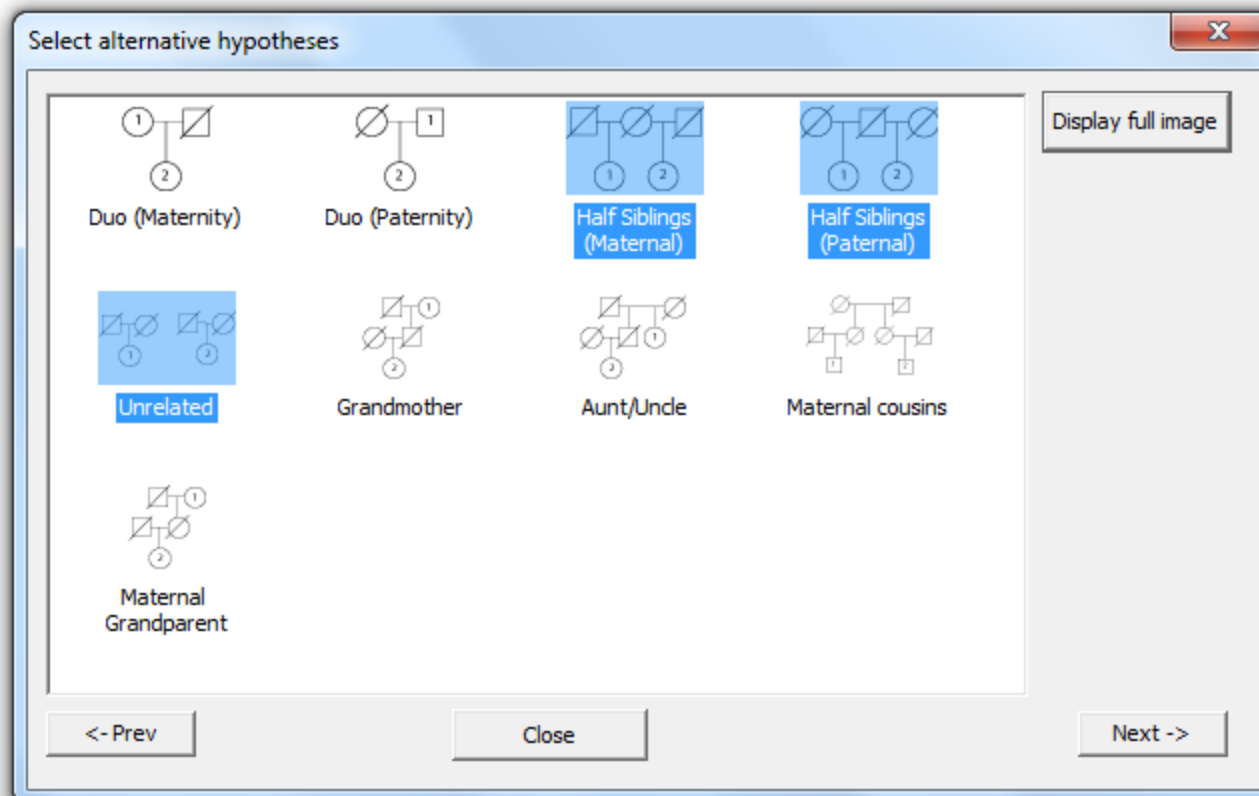 Select alternative hypotheses
X
1
2
Duo (Maternity)
1
2
Duo (Paternity)
1 2
Half Siblings
(Maternal)
1 2
Half Siblings
(Paternal)
Display full image
1 2
Unrelated
1
2
Grandmother
1
2
Aunt/Uncle
1 2
Maternal cousins
1
2
Maternal
Grandparent
<- Prev
Close
Next ->